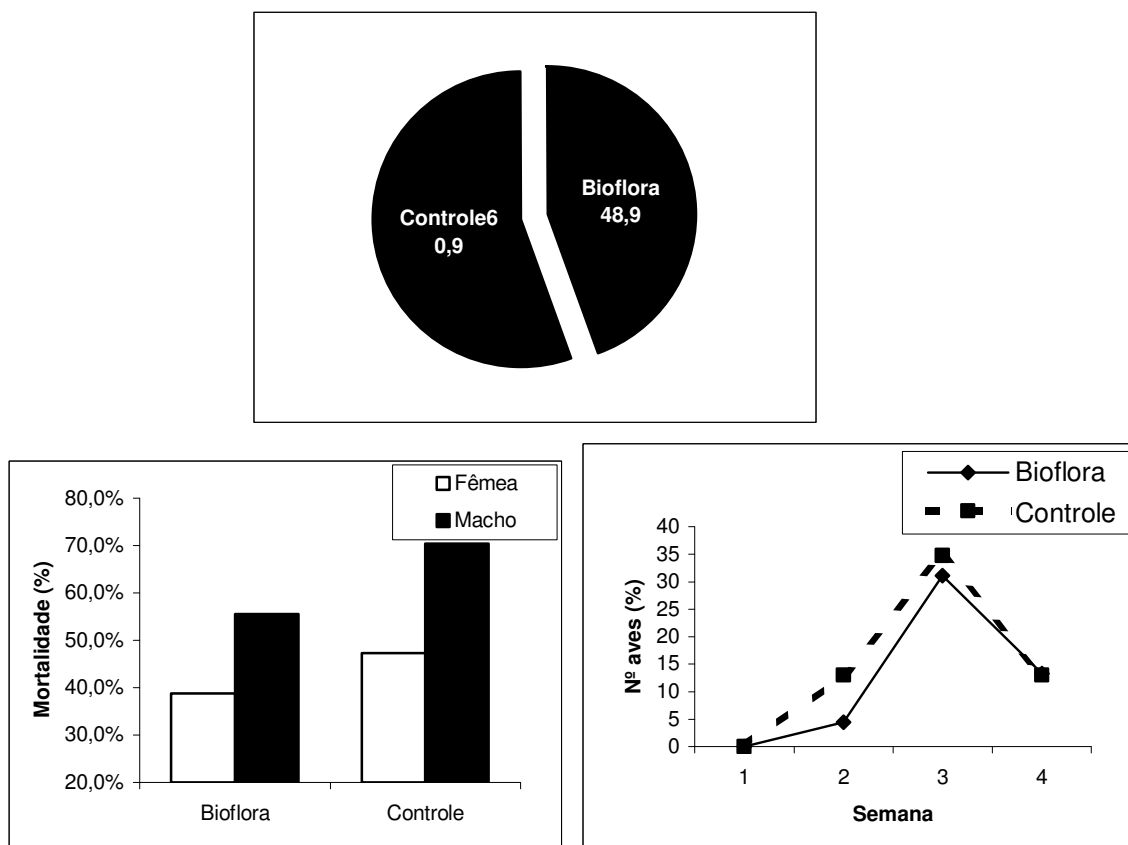 Controle6
0,9
Bioflora
48,9
Fêmea
Macho
80,0%
70,0%
60,0%
50,0%
40,0%
30,0%
20,0%
Mortalidade (%)
Bioflora
Controle
Bioflora
Controle
40
35
30
25
20
15
10
5
0
Nº aves (%)
1
2
3
4
Semana